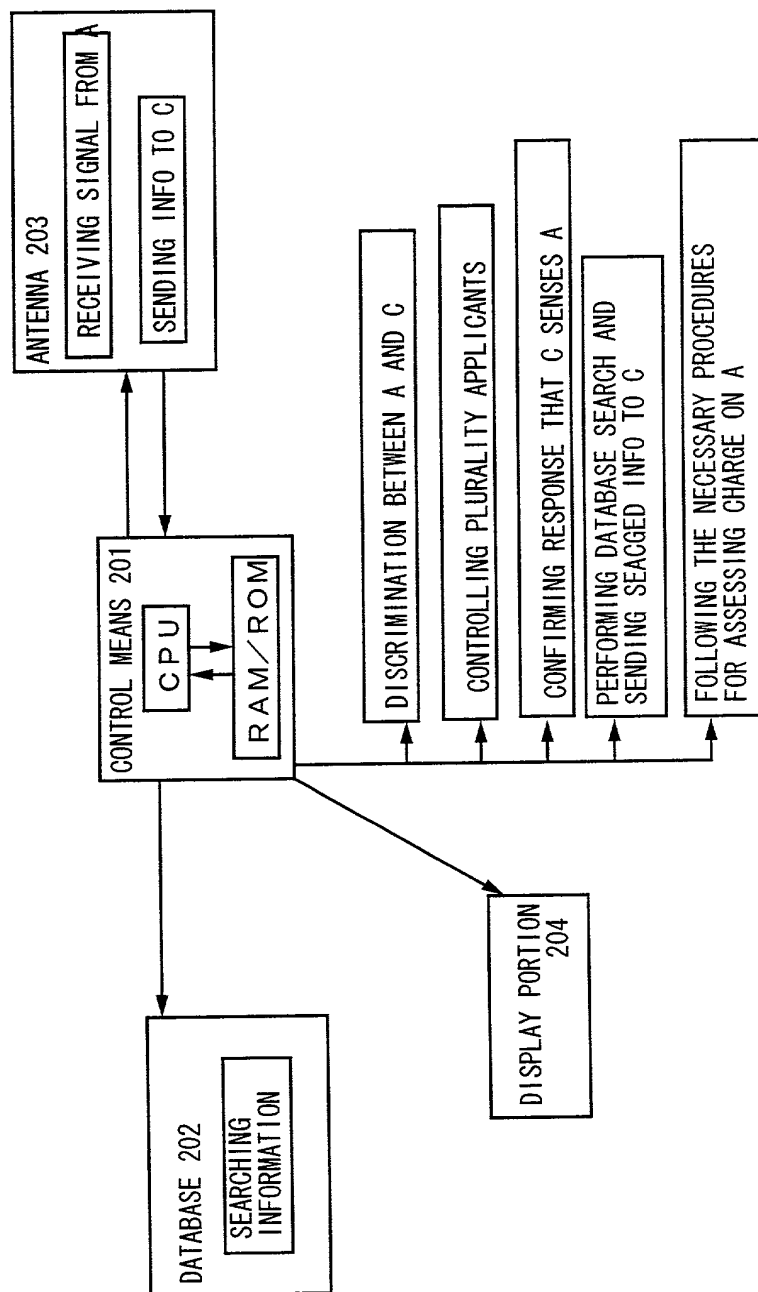 DATABASE 202
SEARCHING
INFORMATION
CONTROL MEANS 201
CPU
RAM/ROM
ANTENNA 203
RECEIVING SIGNAL FROM A
SENDING INFO TO C
DISPLAY PORTION
204
DISCRIMINATION BETWEEN A AND C
CONTROLLING PLURALITY APPLICANTS
CONFIRMING RESPONSE THAT C SENSES A
PERFORMING DATABASE SEARCH AND
SENDING SEACGED INFO TO C
FOLLOWING THE NECESSARY PROCEDURES
FOR ASSESSING CHARGE ON A